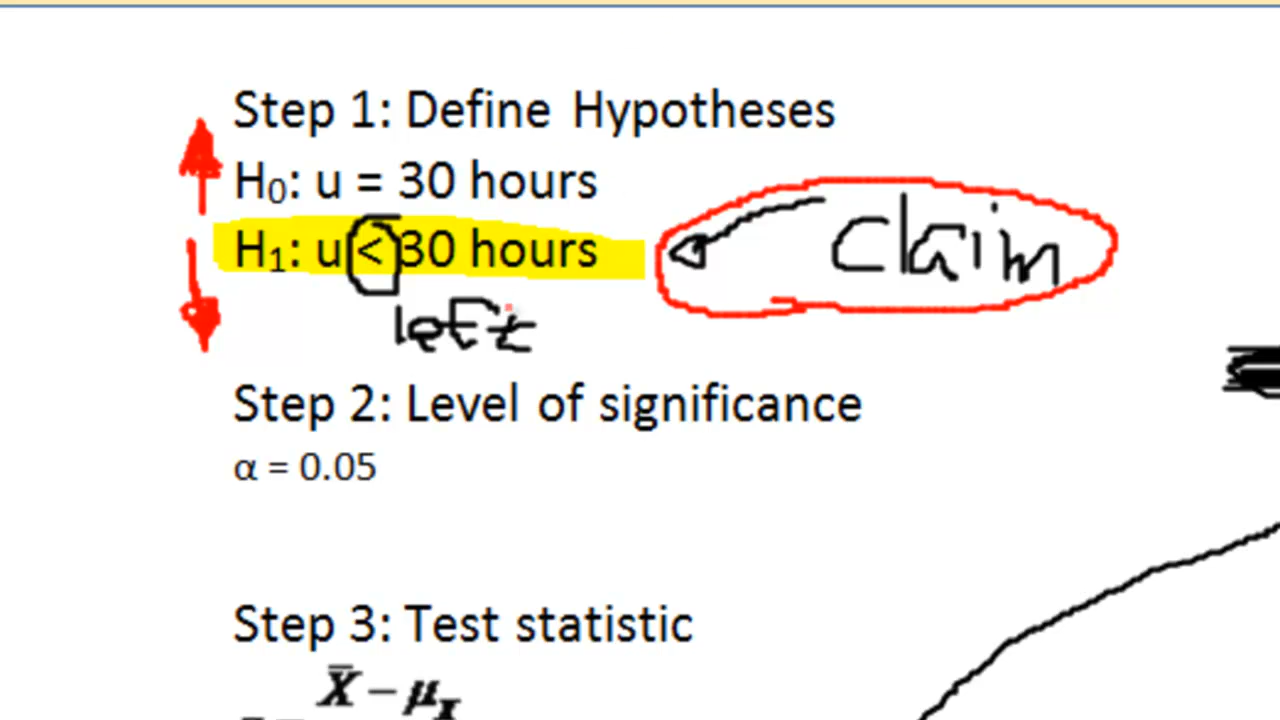 Step 1: Define Hypotheses
H₀: u = 30 hours
H₁: u < 30 hours
Claim
left
Step 2: Level of significance
α = 0.05
Step 3: Test statistic
X̄ − μ